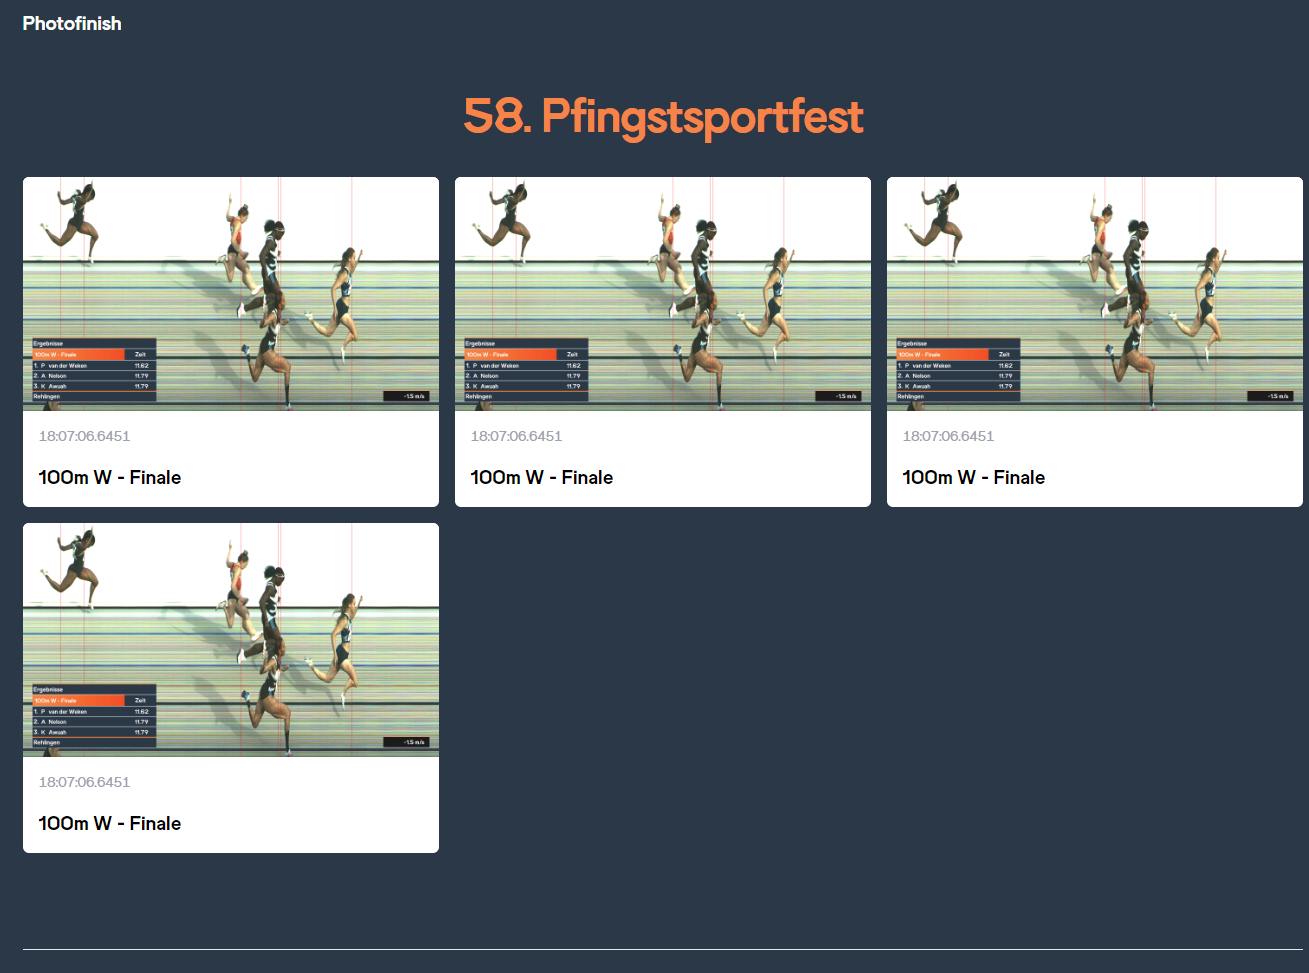 Photofinish
58. Pfingstsportfest
Ergebnisse
100m W - Finale Zeit
1. P van der Weken 11.62
2. A Nelson 11.79
3. K Awuah 11.79
Rehlingen
-1.5 m/s
18:07:06.6451
100m W - Finale
Ergebnisse
100m W - Finale Zeit
1. P van der Weken 11.62
2. A Nelson 11.79
3. K Awuah 11.79
Rehlingen
-1.5 m/s
18:07:06.6451
100m W - Finale
Ergebnisse
100m W - Finale Zeit
1. P van der Weken 11.62
2. A Nelson 11.79
3. K Awuah 11.79
Rehlingen
-1.5 m/s
18:07:06.6451
100m W - Finale
Ergebnisse
100m W - Finale Zeit
1. P van der Weken 11.62
2. A Nelson 11.79
3. K Awuah 11.79
Rehlingen
-1.5 m/s
18:07:06.6451
100m W - Finale